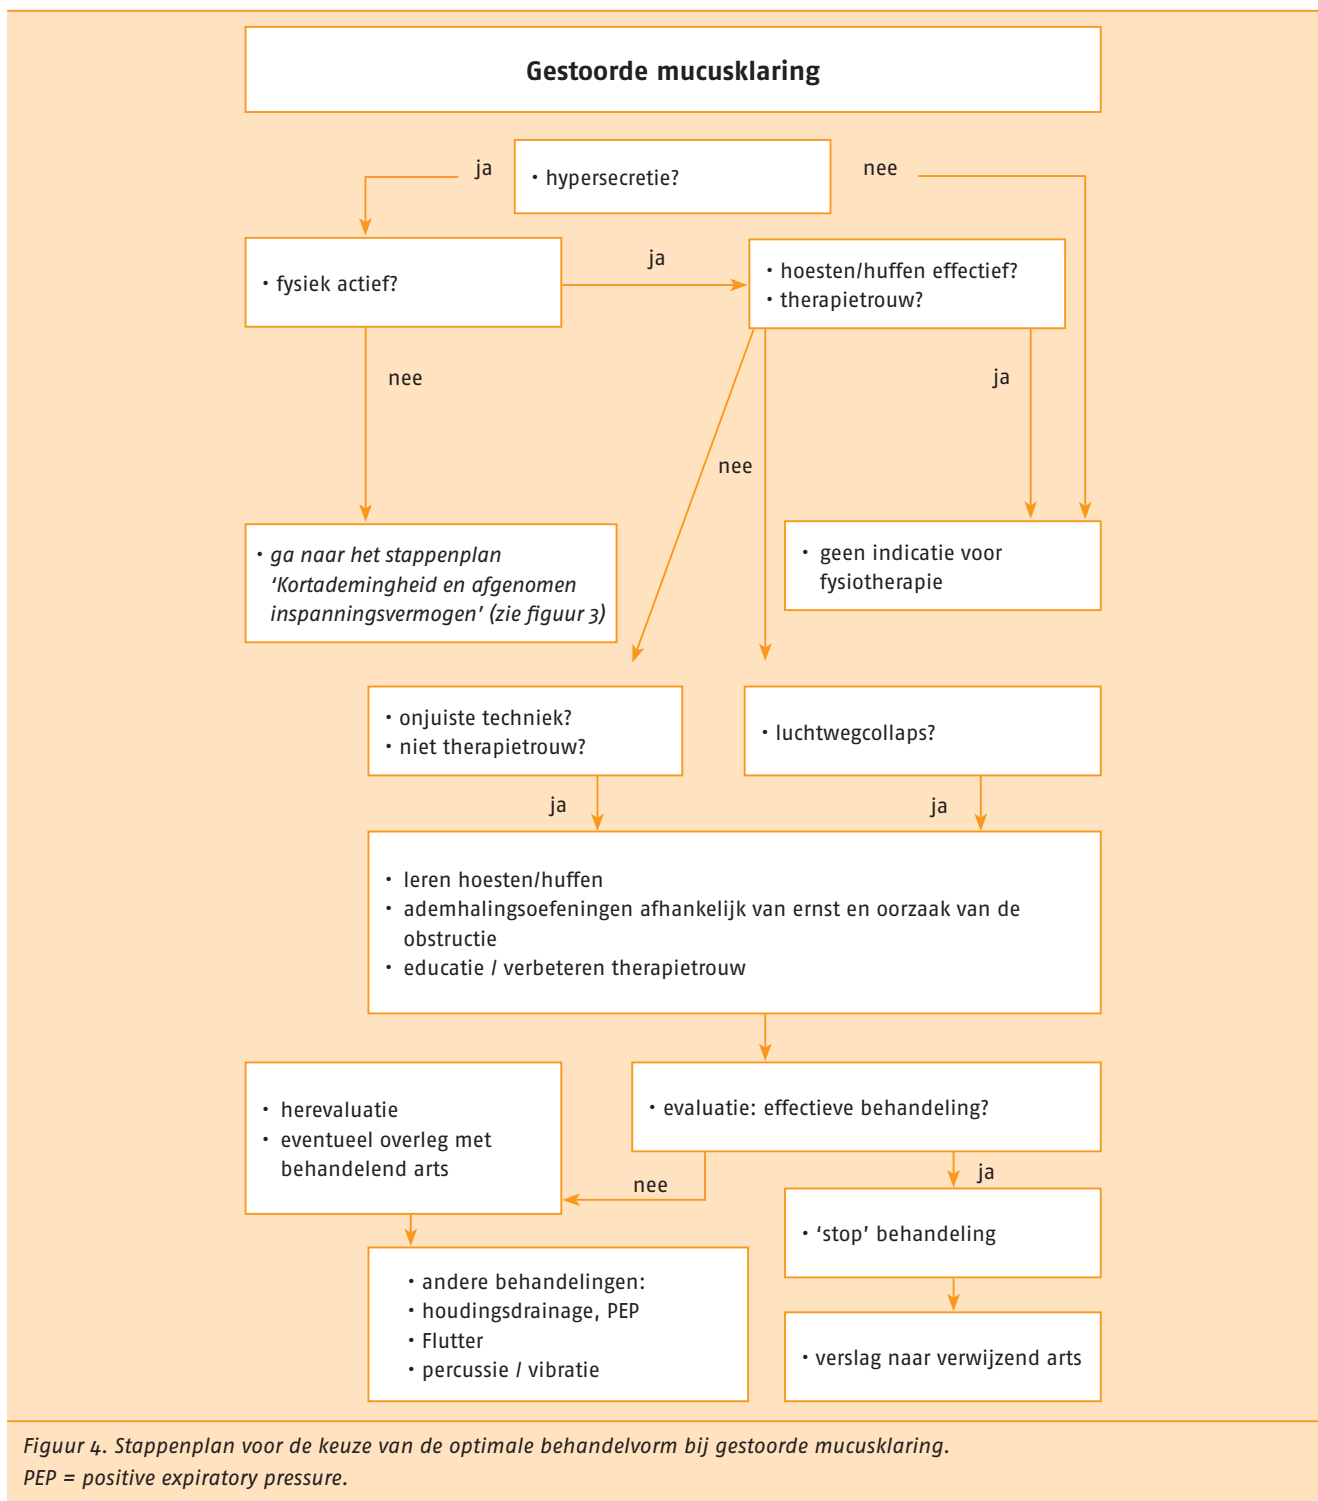 Gestoorde mucusklaring
ja
• hypersecretie?
nee
• fysiek actief?
ja
• hoesten/huffen effectief?
• therapietrouw?
nee
ja
nee
• ga naar het stappenplan
‘Kortademingheid en afgenomen
inspanningsvermogen’ (zie figuur 3)
• geen indicatie voor
fysiotherapie
• onjuiste techniek?
• niet therapietrouw?
• luchtwegcollaps?
ja
ja
• leren hoesten/huffen
• ademhalingsoefeningen afhankelijk van ernst en oorzaak van de
obstructie
• educatie / verbeteren therapietrouw
• herevaluatie
• eventueel overleg met
behandelend arts
• evaluatie: effectieve behandeling?
nee
ja
• ‘stop’ behandeling
• andere behandelingen:
• houdingsdrainage, PEP
• Flutter
• percussie / vibratie
• verslag naar verwijzend arts
Figuur 4. Stappenplan voor de keuze van de optimale behandelvorm bij gestoorde mucusklaring.
PEP = positive expiratory pressure.